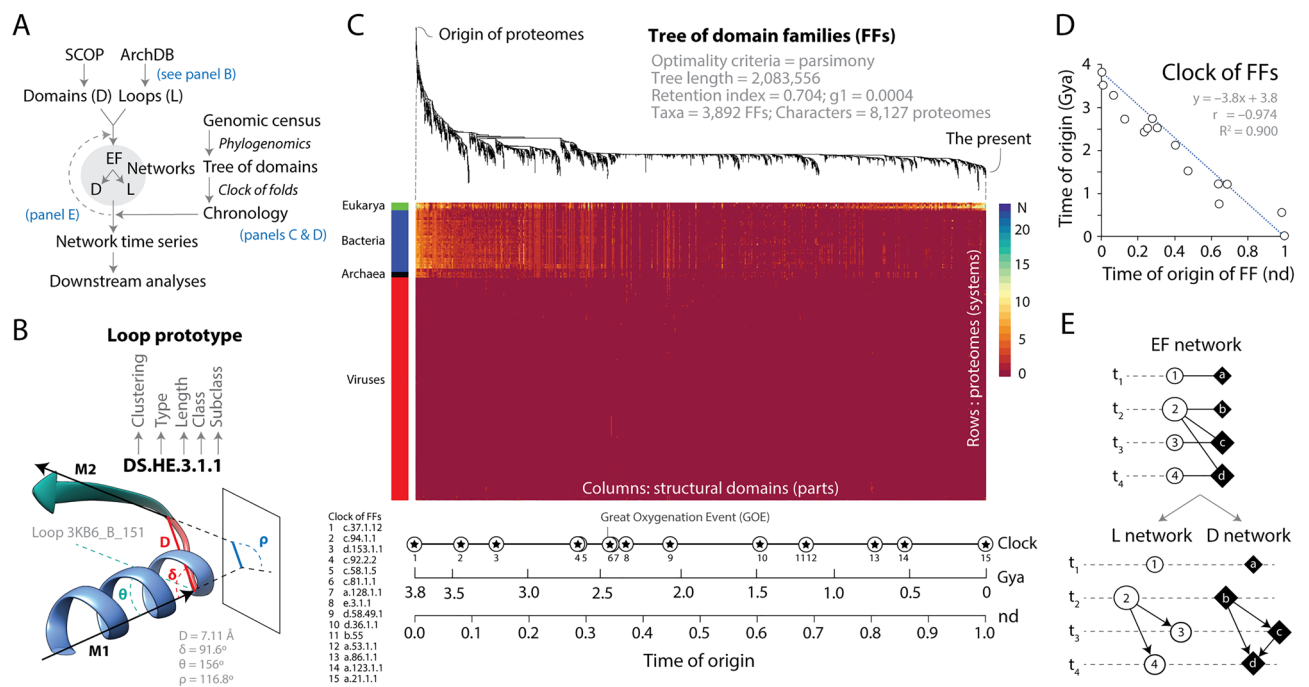 A
SCOP
ArchDB
(see panel B)
Domains (D)
Loops (L)
Genomic census
Phylogenomics
EF
Networks
D
L
Tree of domains
Clock of folds
(panel E)
Chronology
(panels C & D)
Network time series
Downstream analyses
B
Loop prototype
Clustering
Type
Length
Class
Subclass
DS.HE.3.1.1
M2
Loop 3KB6_B_151
D
ρ
δ
θ
M1
D = 7.11 Å
δ = 91.6º
θ = 156º
ρ = 116.8º
C
Origin of proteomes
Tree of domain families (FFs)
Optimality criteria = parsimony
Tree length = 2,083,556
Retention index = 0.704; g1 = 0.0004
Taxa = 3,892 FFs; Characters = 8,127 proteomes
The present
Eukarya
Bacteria
Archaea
Viruses
N
20
15
10
5
0
Rows : proteomes (systems)
Columns: structural domains (parts)
Clock of FFs
1 c.37.1.12
2 c.94.1.1
3 d.153.1.1
4 c.92.2.2
5 c.58.1.5
6 c.81.1.1
7 a.128.1.1
8 e.3.1.1
9 d.58.49.1
10 d.36.1.1
11 b.55
12 a.53.1.1
13 a.86.1.1
14 a.123.1.1
15 a.21.1.1
Great Oxygenation Event (GOE)
Clock
1 2 3 4 5 6 7 8 9 10 11 12 13 14 15
Gya
3.8 3.5 3.0 2.5 2.0 1.5 1.0 0.5 0
nd
0.0 0.1 0.2 0.3 0.4 0.5 0.6 0.7 0.8 0.9 1.0
Time of origin
D
Clock of FFs
y = –3.8x + 3.8
r = –0.974
R² = 0.900
Time of origin (Gya)
4
3
2
1
0
0 0.2 0.4 0.6 0.8 1
Time of origin of FF (nd)
E
EF network
t1 1 a
t2 2 b
t3 3 c
t4 4 d
L network
D network
t1 1 a
t2 2 b
t3 3 c
t4 4 d